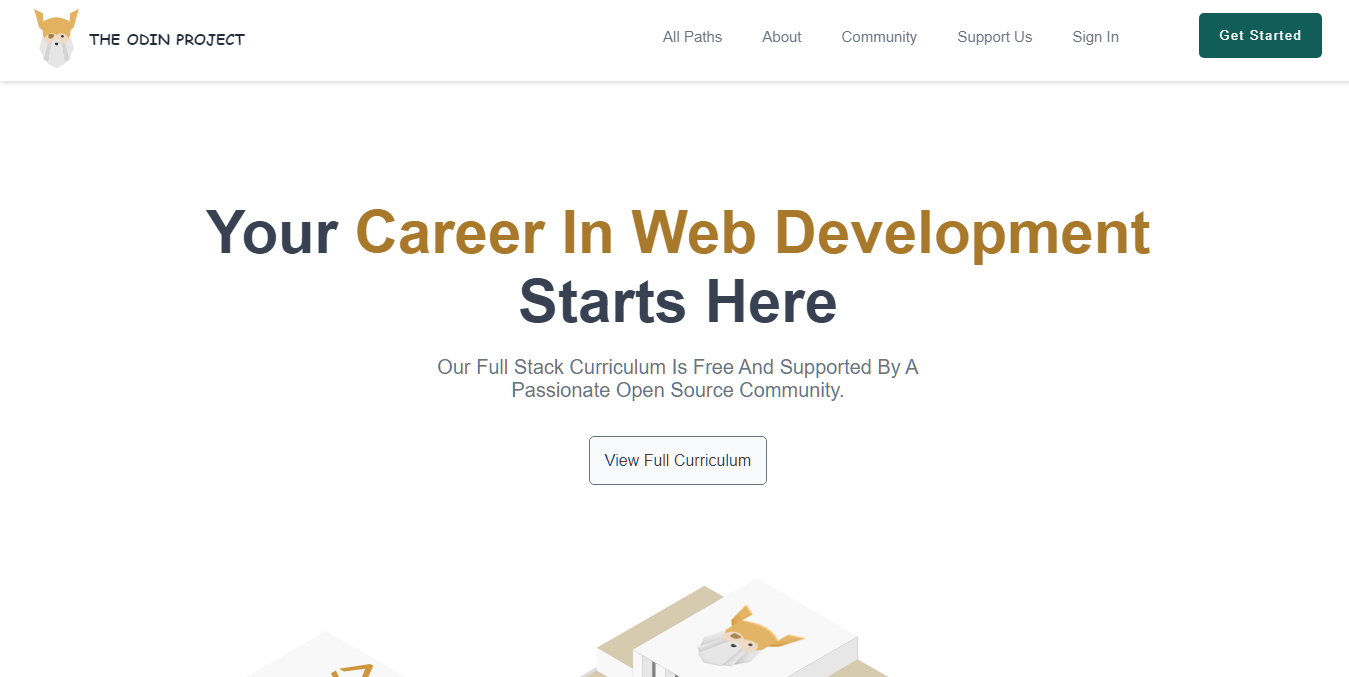 THE ODIN PROJECT
All Paths
About
Community
Support Us
Sign In
Get Started
Your Career In Web Development
Starts Here
Our Full Stack Curriculum Is Free And Supported By A
Passionate Open Source Community.
View Full Curriculum